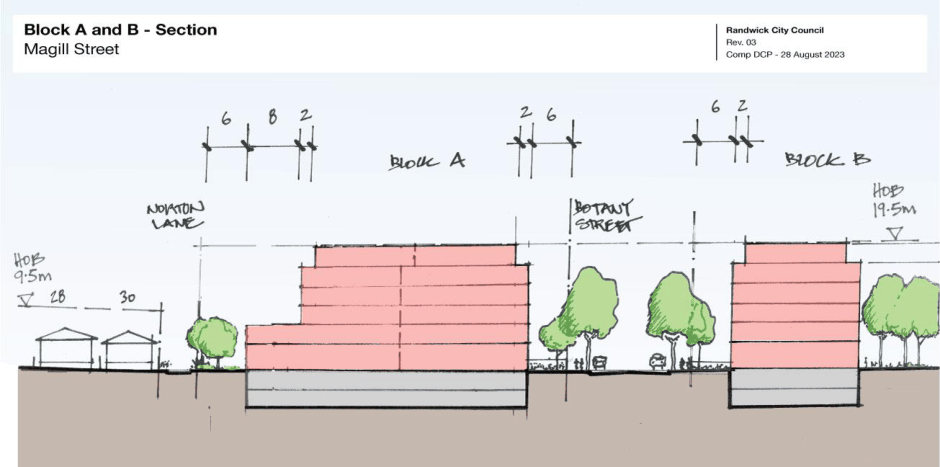 Block A and B - Section
Magill Street
Randwick City Council
Rev. 03
Comp DCP - 28 August 2023
6 8 2
2 6
6 2
BLOCK A
BLOCK B
NORTON
LANE
BOTANY
STREET
HOB
19.5m
HOB
9.5m
28 30